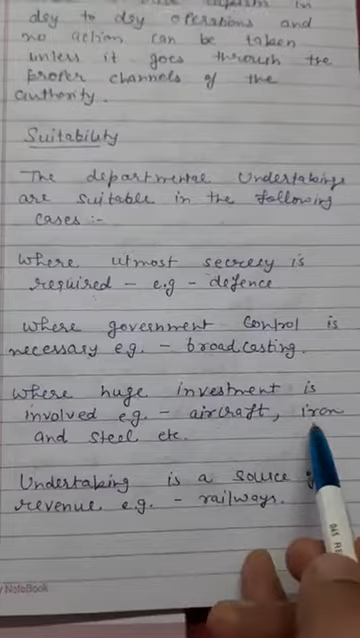 in
day to day operations and
no action can be taken
unless it goes through the
proper channels of the
authority.
Suitability
The departmental undertakings
are suitable in the following
cases :-
where utmost secrecy is
required - e.g - defence
where government control is
necessary e.g. - broadcasting.
where huge investment is
involved e.g. - aircraft, iron
and steel etc.
Undertaking is a source
revenue e.g. - railways.
NoteBook